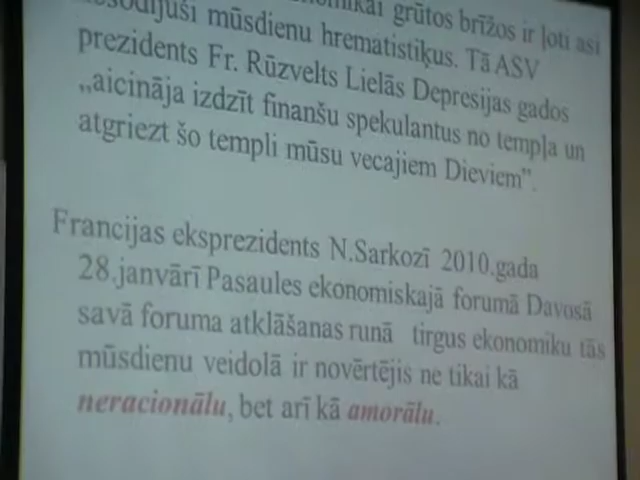 grūtos brīžos ir ļoti asi
mūsdienu hrematistiķus. Tā ASV
prezidents Fr. Rūzvelts Lielās Depresijas gados
„aicināja izdzīt finanšu spekulantus no tempļa un
atgriezt šo templi mūsu vecajiem Dieviem”.
Francijas eksprezidents N.Sarkozī 2010.gada
28.janvārī Pasaules ekonomiskajā forumā Davosā
savā foruma atklāšanas runā tirgus ekonomiku tās
mūsdienu veidolā ir novērtējis ne tikai kā
neracionālu, bet arī kā amorālu.